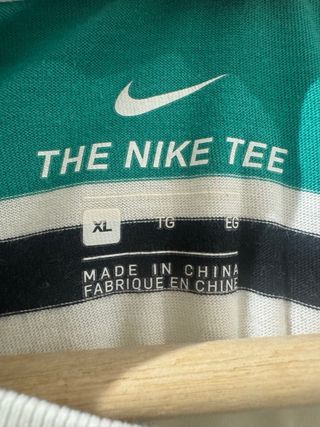 THE NIKE TEE
XL TG EG
MADE IN CHINA
FABRIQUE EN CHINE